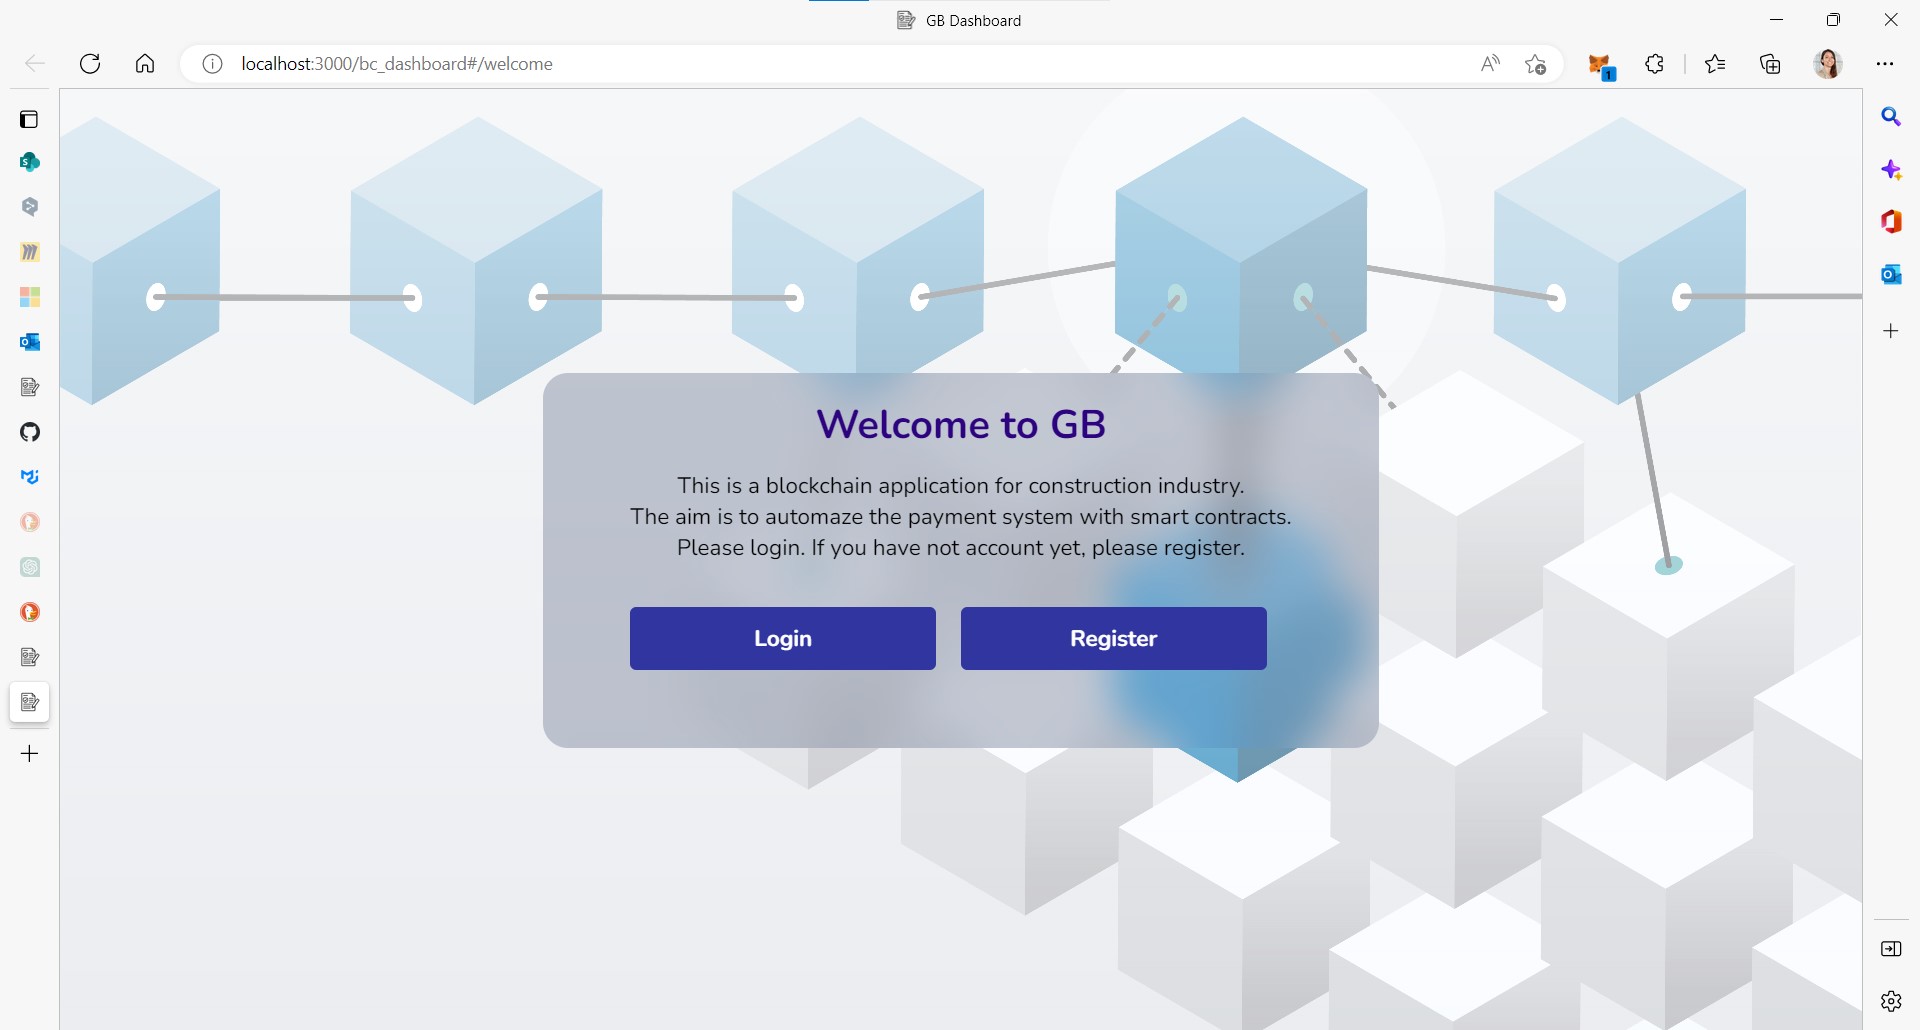 GB Dashboard
localhost:3000/bc_dashboard#/welcome
1
Welcome to GB
This is a blockchain application for construction industry.
The aim is to automaze the payment system with smart contracts.
Please login. If you have not account yet, please register.
Login
Register